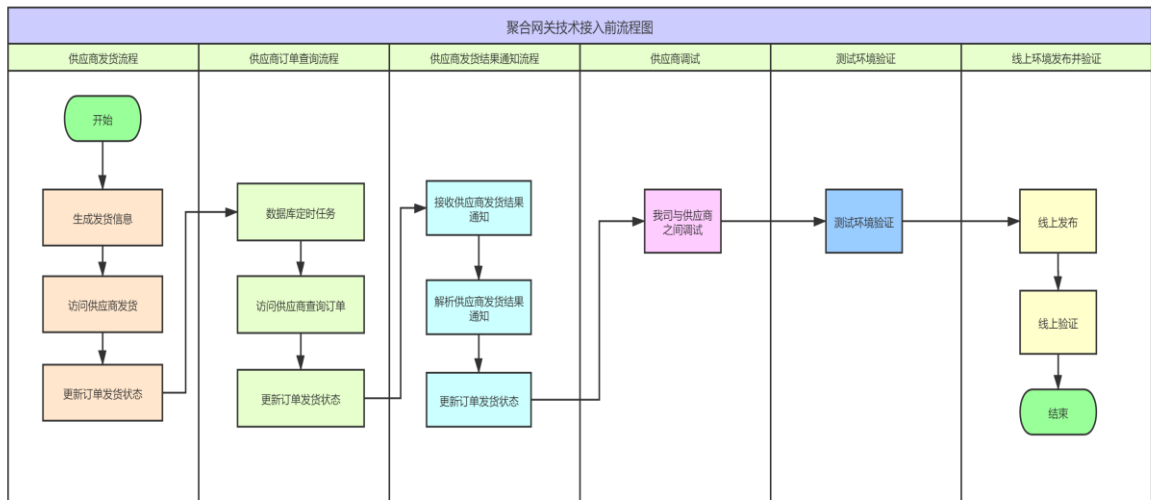 聚合网关技术接入前流程图
供应商发货流程
供应商订单查询流程
供应商发货结果通知流程
供应商调试
测试环境验证
线上环境发布并验证
开始
生成发货信息
访问供应商发货
更新订单发货状态
数据库定时任务
访问供应商查询订单
更新订单发货状态
接收供应商发货结果
通知
解析供应商发货结果
通知
更新订单发货状态
我司与供应商
之间调试
测试环境验证
线上发布
线上验证
结束